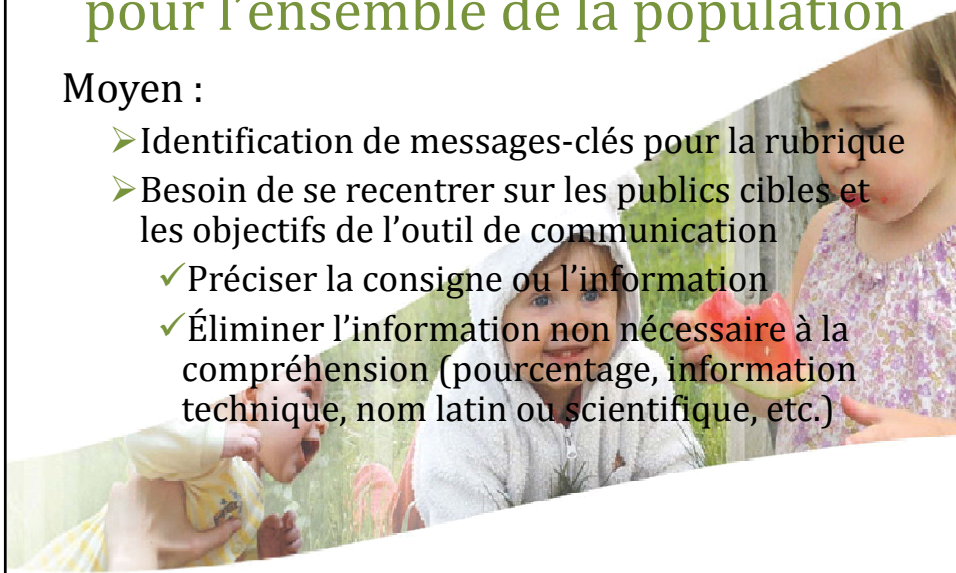 pour l’ensemble de la population
Moyen :
➢Identification de messages-clés pour la rubrique
➢Besoin de se recentrer sur les publics cibles et
les objectifs de l’outil de communication
✓Préciser la consigne ou l’information
✓Éliminer l’information non nécessaire à la
compréhension (pourcentage, information
technique, nom latin ou scientifique, etc.)